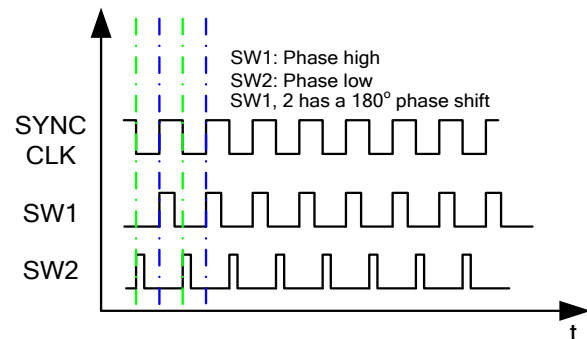 SW1: Phase high
SW2: Phase low
SW1, 2 has a 180° phase shift
SYNC
CLK
SW1
SW2
t